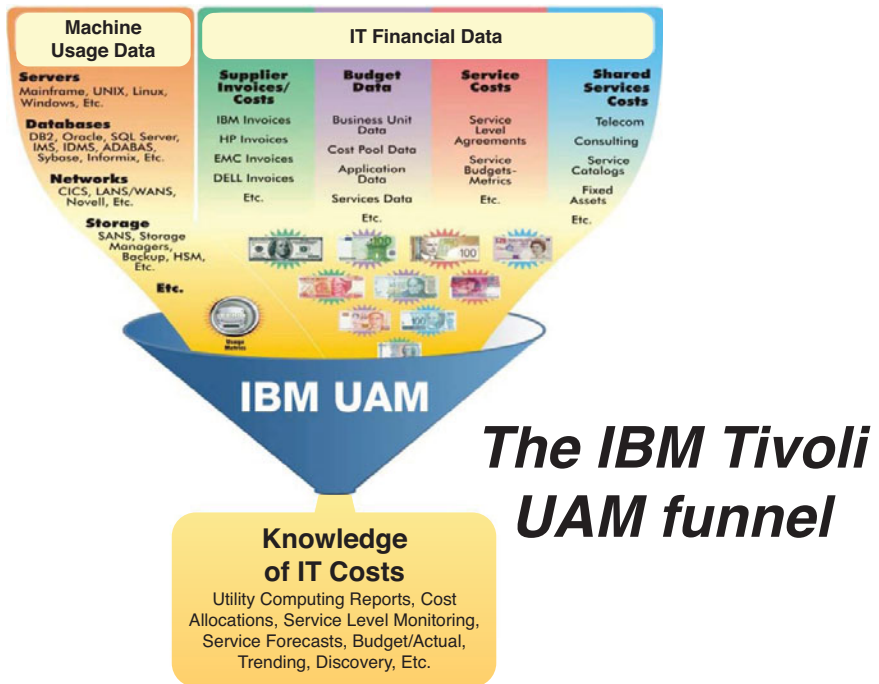 Machine
Usage Data
IT Financial Data
Servers
Mainframe, UNIX, Linux,
Windows, Etc.
Databases
DB2, Oracle, SQL Server,
IMS, IDMS, ADABAS,
Sybase, Informix, Etc.
Networks
CICS, LANS/WANS,
Novell, Etc.
Storage
SANS, Storage
Managers,
Backup, HSM,
Etc.
Etc.
Supplier
Invoices/
Costs
IBM Invoices
HP Invoices
EMC Invoices
DELL Invoices
Etc.
Budget
Data
Business Unit
Data
Cost Pool Data
Application
Data
Services Data
Etc.
Service
Costs
Service
Level
Agreements
Service
Budgets-
Metrics
Etc.
Shared
Services
Costs
Telecom
Consulting
Service
Catalogs
Fixed
Assets
Etc.
100
100
Usage
Metrics
IBM UAM
The IBM Tivoli
UAM funnel
Knowledge
of IT Costs
Utility Computing Reports, Cost
Allocations, Service Level Monitoring,
Service Forecasts, Budget/Actual,
Trending, Discovery, Etc.